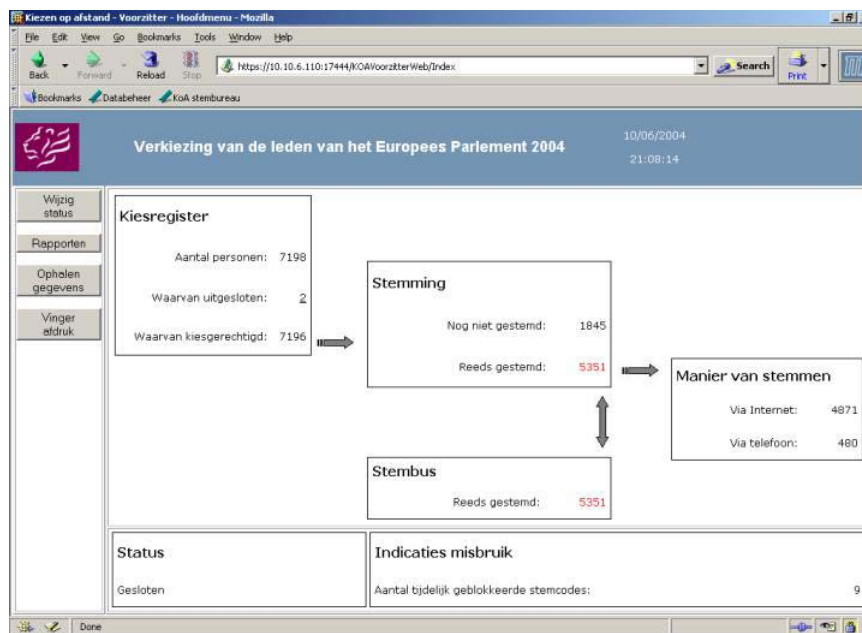 Kiezen op afstand - Voorzitter - Hoofdmenu - Mozilla
File Edit View Go Bookmarks Tools Window Help
Back Forward Reload Stop https://10.10.6.110:17444/KOAVoorzitterWeb/Index Search Print
Bookmarks Databeheer KoA stembureau
Verkiezing van de leden van het Europees Parlement 2004
10/06/2004
21:08:14
Wijzig status
Rapporten
Ophalen gegevens
Vinger afdruk
Kiesregister
Aantal personen: 7198
Waarvan uitgesloten: 2
Waarvan kiesgerechtigd: 7196
Stemming
Nog niet gestemd: 1845
Reeds gestemd: 5351
Manier van stemmen
Via Internet: 4871
Via telefoon: 480
Stembus
Reeds gestemd: 5351
Status
Gesloten
Indicaties misbruik
Aantal tijdelijk geblokkeerde stemcodes: 9
Done